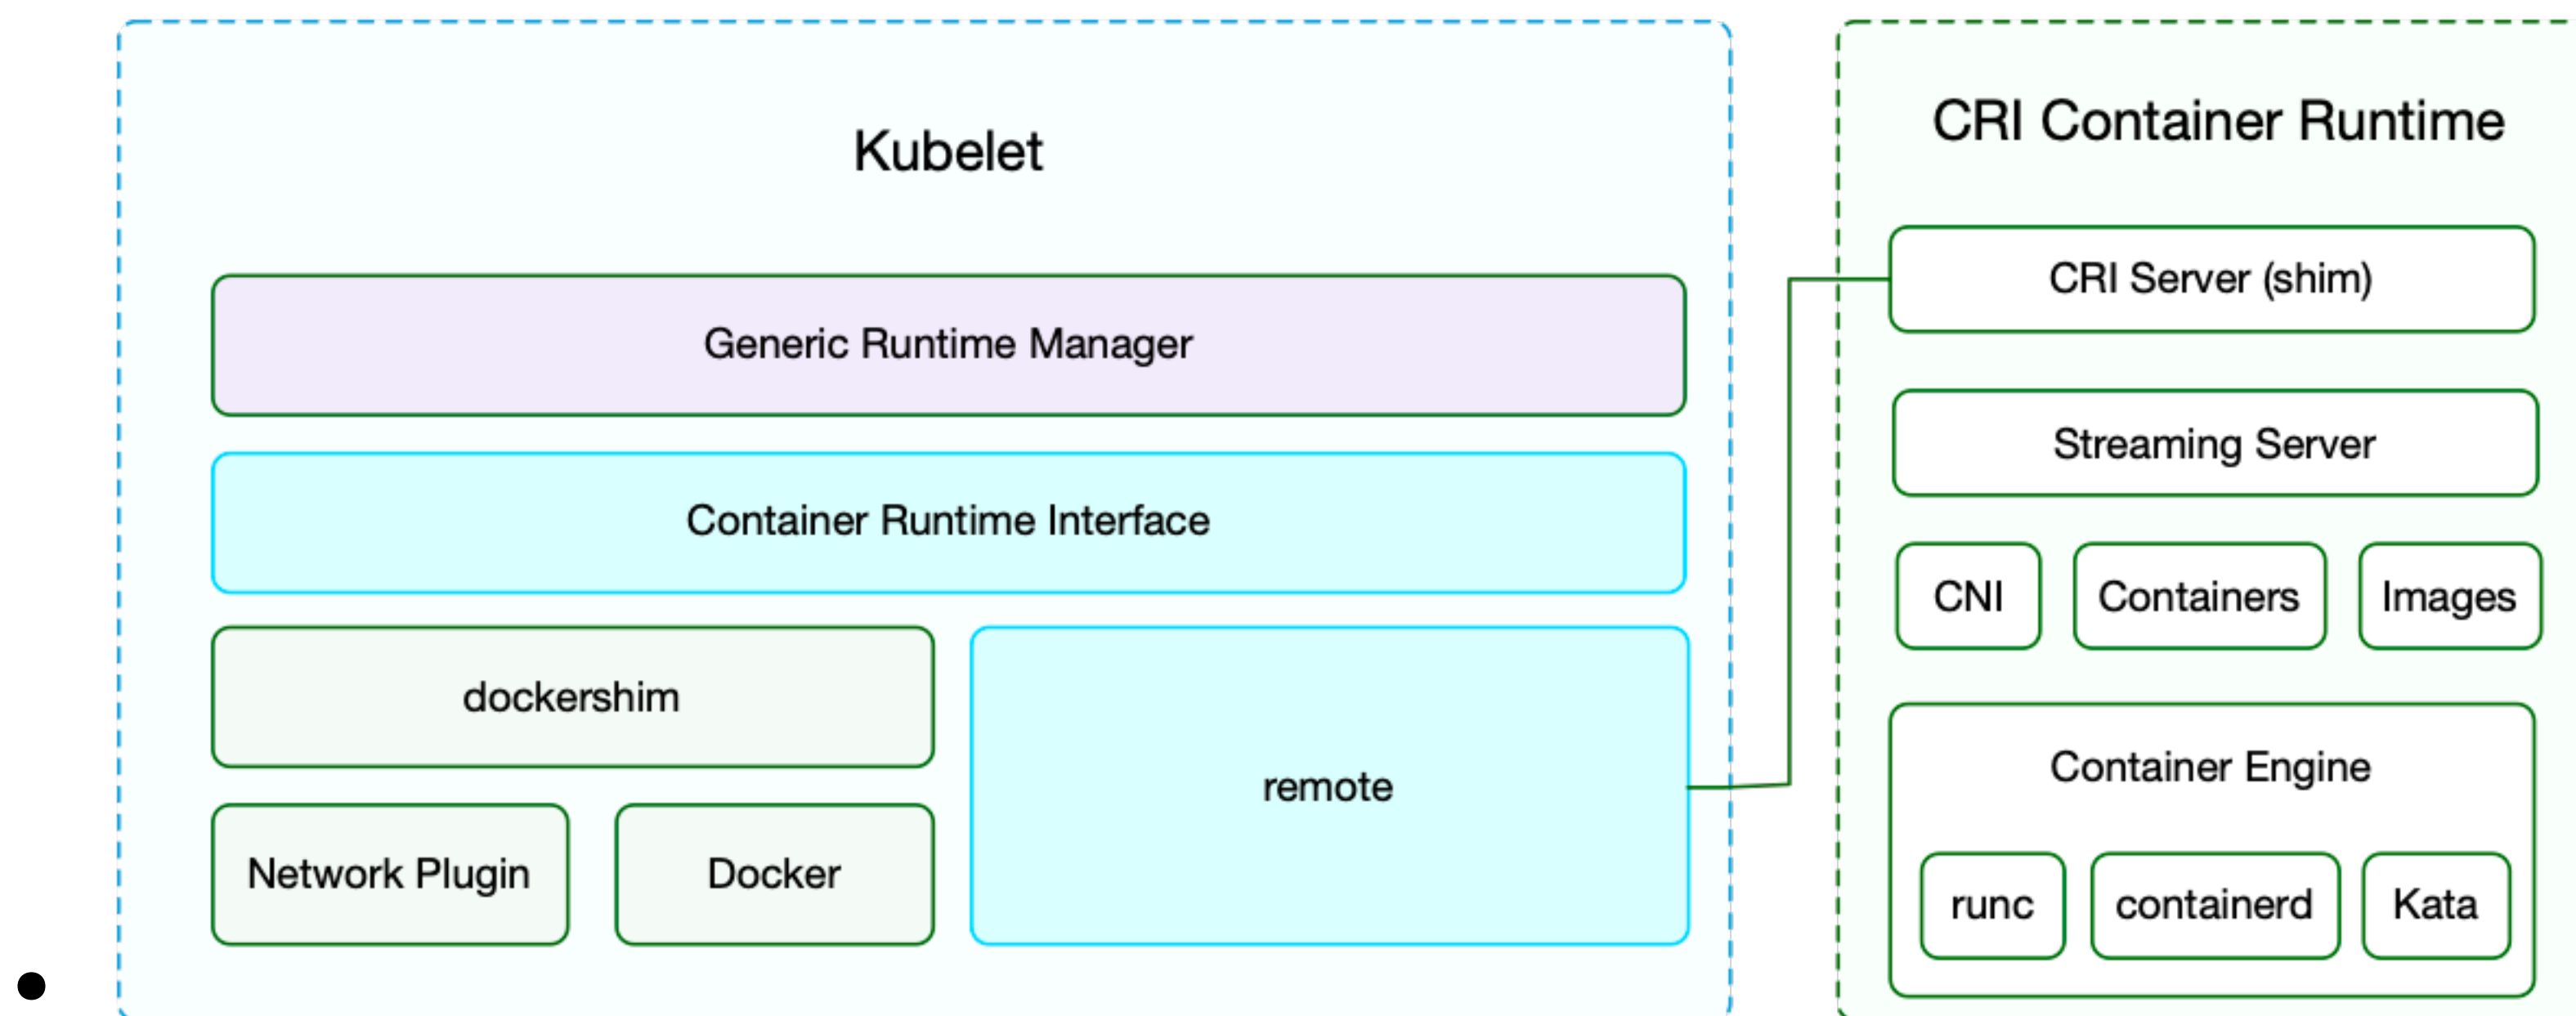 Kubelet
Generic Runtime Manager
Container Runtime Interface
dockershim
remote
Network Plugin
Docker
CRI Container Runtime
CRI Server (shim)
Streaming Server
CNI
Containers
Images
Container Engine
runc
containerd
Kata